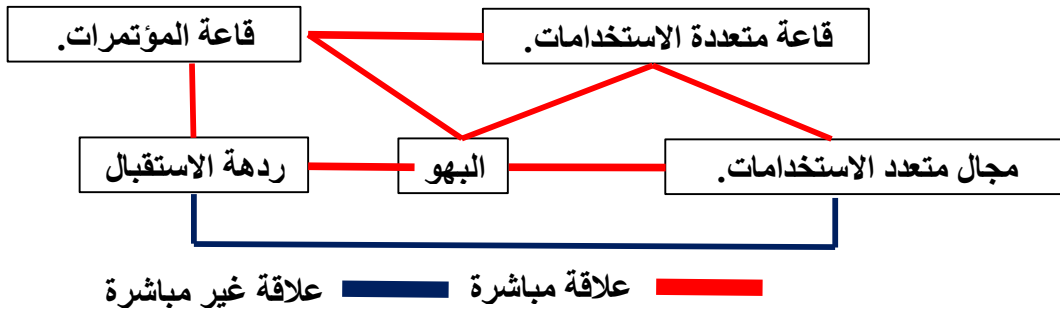 قاعة متعددة الاستخدامات.
قاعة المؤتمرات.
مجال متعدد الاستخدامات.
البهو
ردهة الاستقبال
علاقة مباشرة
علاقة غير مباشرة